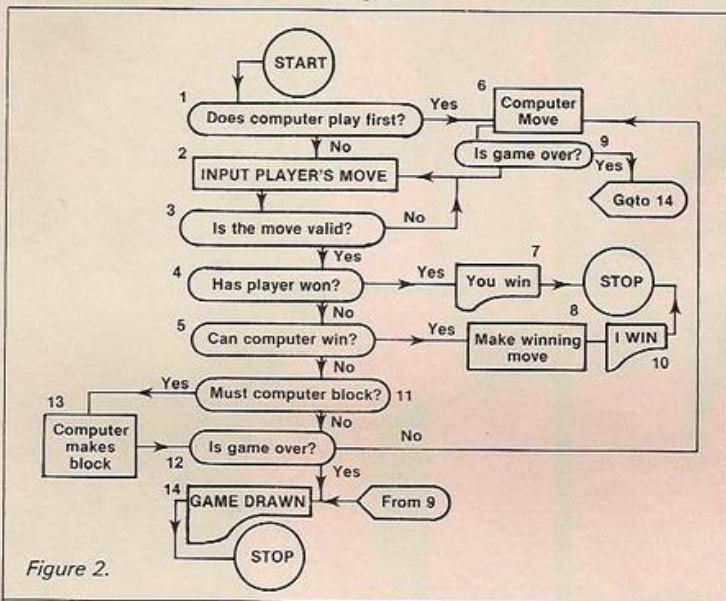 START
1
Does computer play first?
Yes
6
Computer
Move
No
9
Is game over?
Yes
Goto 14
2
INPUT PLAYER'S MOVE
3
Is the move valid?
No
Yes
4
Has player won?
Yes
7
You win
STOP
No
5
Can computer win?
Yes
8
Make winning
move
I WIN
10
No
Must computer block?
11
Yes
13
Computer
makes
block
No
12
Is game over?
No
Yes
14
GAME DRAWN
From 9
STOP
Figure 2.